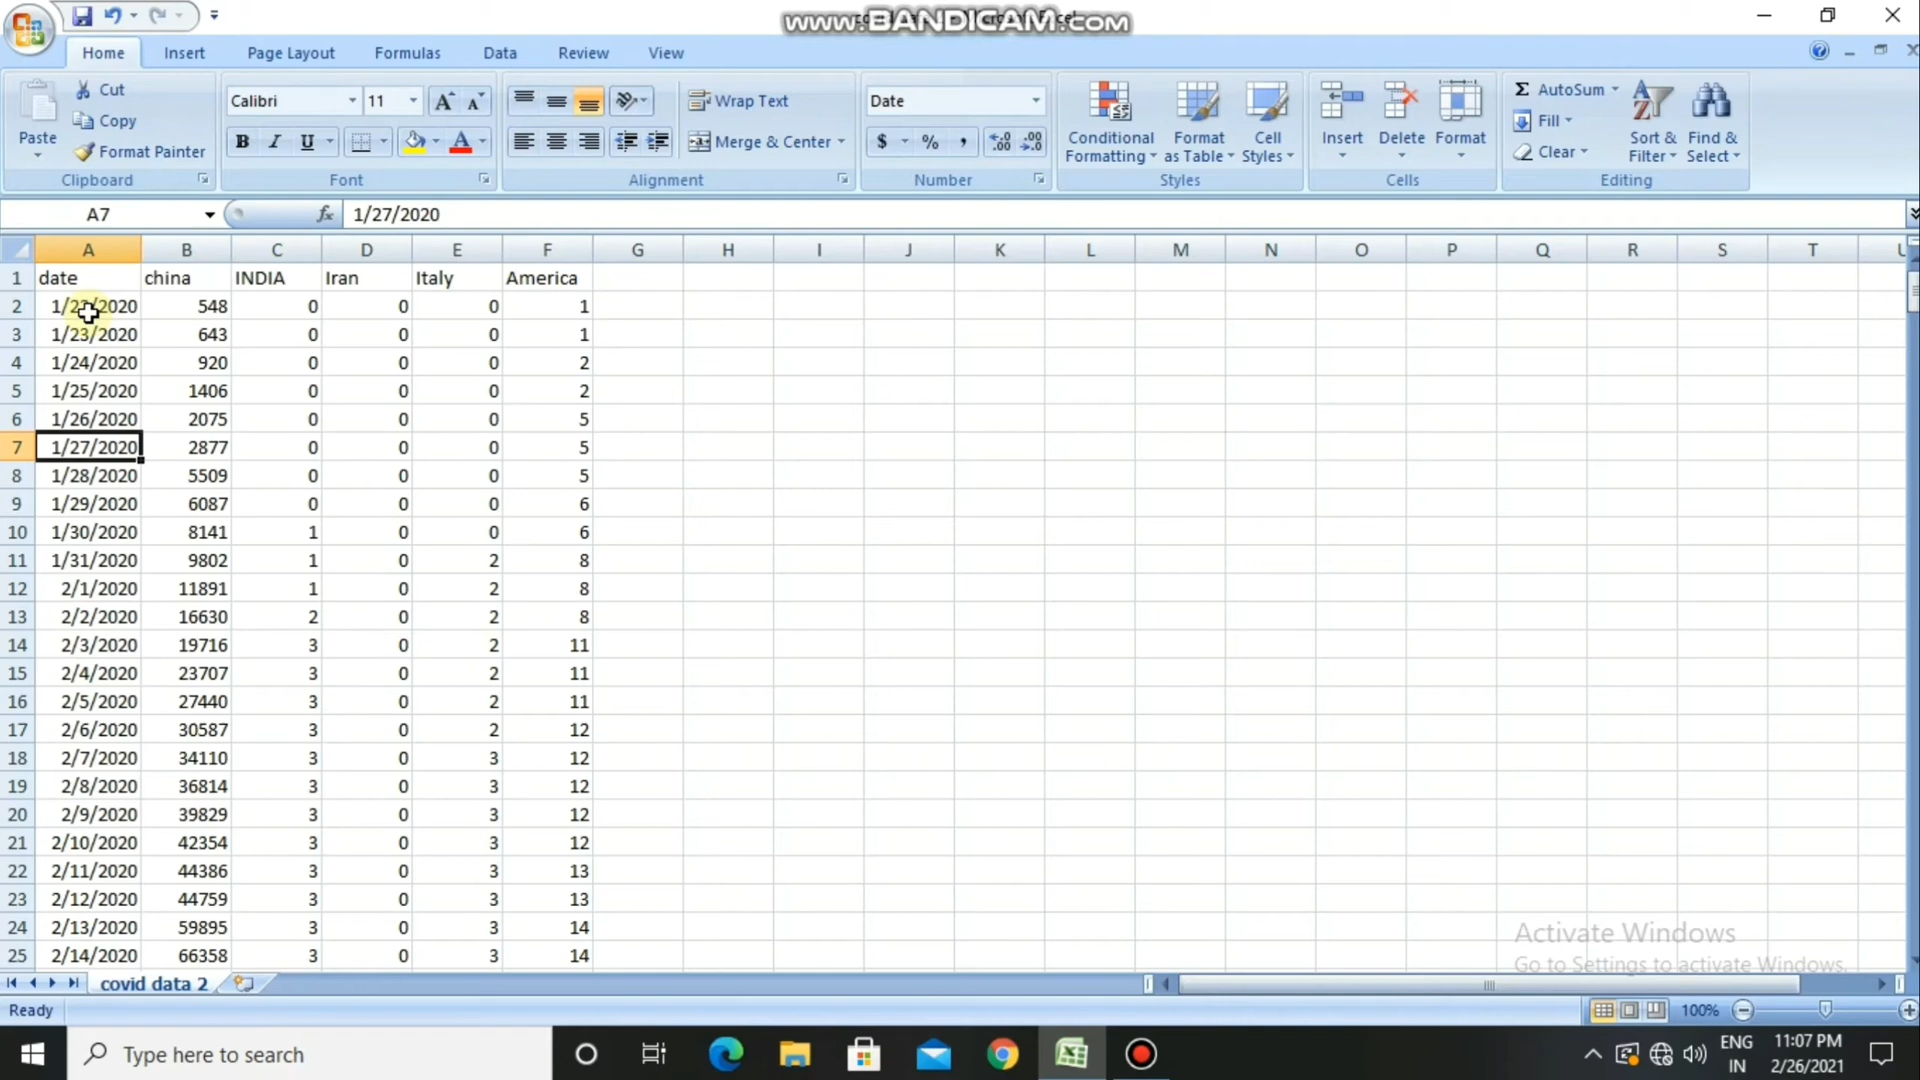 www.BANDICAM.com
Home Insert Page Layout Formulas Data Review View
Paste Cut Copy Format Painter Clipboard
Calibri 11 B I U Font
Wrap Text Merge & Center Alignment
Date $ % , Number
Conditional Formatting Format as Table Cell Styles Styles
Insert Delete Format Cells
Σ AutoSum Fill Clear Sort & Filter Find & Select Editing
A7 fx 1/27/2020
A B C D E F G H I J K L M N O P Q R S T
1 date china INDIA Iran Italy America
2 548 0 0 0 1
3 1/23/2020 643 0 0 0 1
4 1/24/2020 920 0 0 0 2
5 1/25/2020 1406 0 0 0 2
6 1/26/2020 2075 0 0 0 5
7 1/27/2020 2877 0 0 0 5
8 1/28/2020 5509 0 0 0 5
9 1/29/2020 6087 0 0 0 6
10 1/30/2020 8141 1 0 0 6
11 1/31/2020 9802 1 0 2 8
12 2/1/2020 11891 1 0 2 8
13 2/2/2020 16630 2 0 2 8
14 2/3/2020 19716 3 0 2 11
15 2/4/2020 23707 3 0 2 11
16 2/5/2020 27440 3 0 2 11
17 2/6/2020 30587 3 0 2 12
18 2/7/2020 34110 3 0 3 12
19 2/8/2020 36814 3 0 3 12
20 2/9/2020 39829 3 0 3 12
21 2/10/2020 42354 3 0 3 12
22 2/11/2020 44386 3 0 3 13
23 2/12/2020 44759 3 0 3 13
24 2/13/2020 59895 3 0 3 14
25 2/14/2020 66358 3 0 3 14
Activate Windows
Go to Settings to activate Windows.
covid data 2
Ready 100%
Type here to search
ENG 11:07 PM
IN 2/26/2021